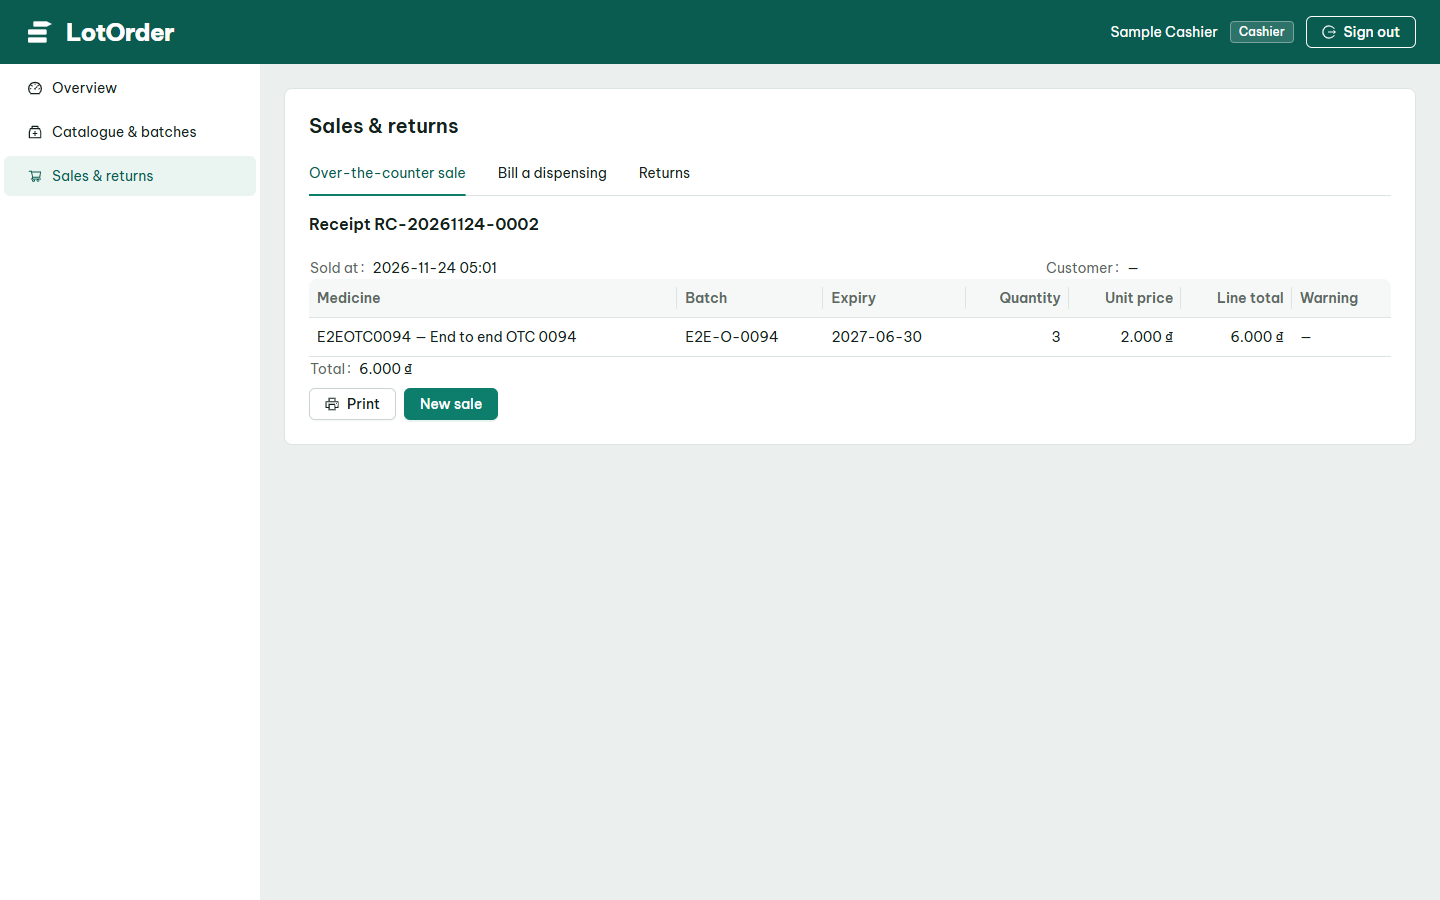 LotOrder
Sample Cashier
Cashier
Sign out
Overview
Catalogue & batches
Sales & returns
Sales & returns
Over-the-counter sale
Bill a dispensing
Returns
Receipt RC-20261124-0002
Sold at: 2026-11-24 05:01
Customer: —
Medicine Batch Expiry Quantity Unit price Line total Warning
E2EOTC0094 — End to end OTC 0094 E2E-O-0094 2027-06-30 3 2.000 ₫ 6.000 ₫ —
Total: 6.000 ₫
Print
New sale